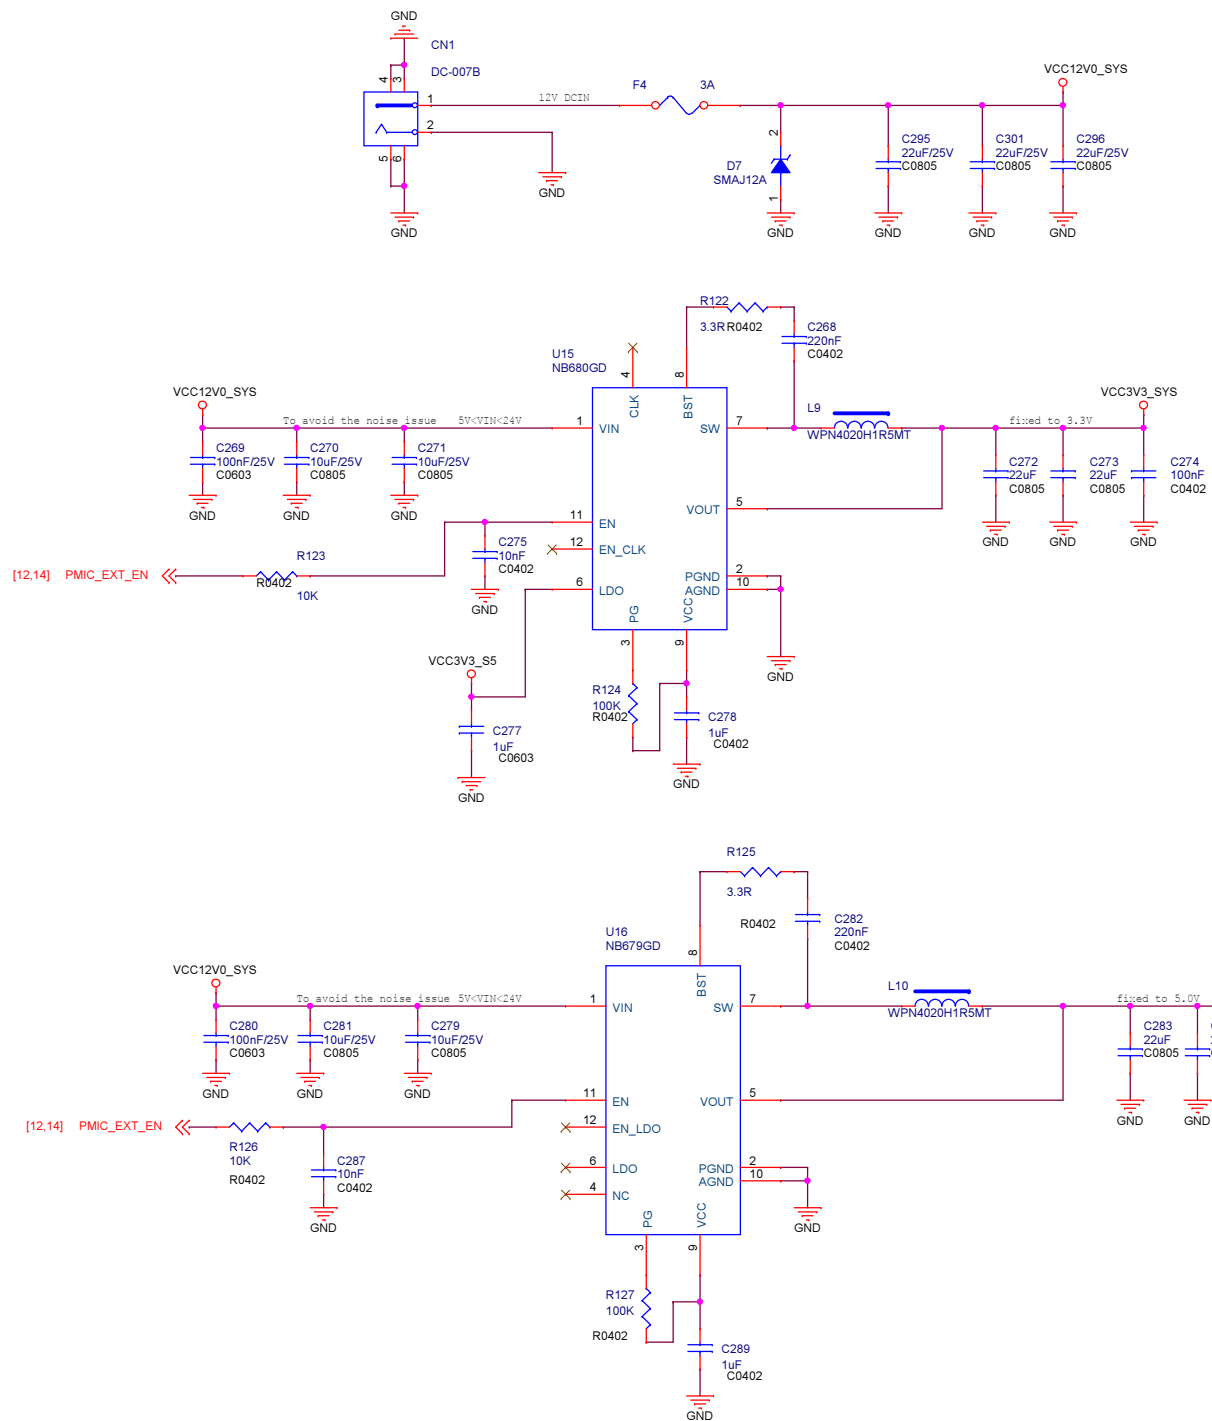 GND
CN1
DC-007B
4
3
1
2
5
6
GND
12V DCIN
GND
F4 3A
VCC12V0_SYS
2
D7
SMAJ12A
1
GND
C295
22uF/25V
C0805
GND
C301
22uF/25V
C0805
GND
C296
22uF/25V
C0805
GND
R122
3.3R R0402
C268
220nF
C0402
U15
NB680GD
4
CLK
8
BST
VCC12V0_SYS
To avoid the noise issue 5V<VIN<24V
1 VIN
SW 7
L9
WPN4020H1R5MT
VCC3V3_SYS
fixed to 3.3V
C269
100nF/25V
C0603
GND
C270
10uF/25V
C0805
GND
C271
10uF/25V
C0805
GND
C272
22uF
C0805
GND
C273
22uF
C0805
GND
C274
100nF
C0402
GND
VOUT 5
11 EN
12 EN_CLK
6 LDO
C275
10nF
C0402
GND
[12,14] PMIC_EXT_EN
R123
R0402
10K
PGND 2
AGND 10
GND
PG
3
VCC
9
VCC3V3_S5
C277
1uF
C0603
GND
R124
100K
R0402
C278
1uF
C0402
GND
R125
3.3R
R0402
C282
220nF
C0402
U16
NB679GD
8
BST
VCC12V0_SYS
To avoid the noise issue 5V<VIN<24V
1 VIN
SW 7
L10
WPN4020H1R5MT
fixed to 5.0V
C280
100nF/25V
C0603
GND
C281
10uF/25V
C0805
GND
C279
10uF/25V
C0805
GND
C283
22uF
C0805
GND
GND
11 EN
VOUT 5
12 EN_LDO
6 LDO
4 NC
[12,14] PMIC_EXT_EN
R126
10K
R0402
C287
10nF
C0402
GND
PGND 2
AGND 10
GND
PG
3
VCC
9
R127
100K
R0402
C289
1uF
C0402
GND